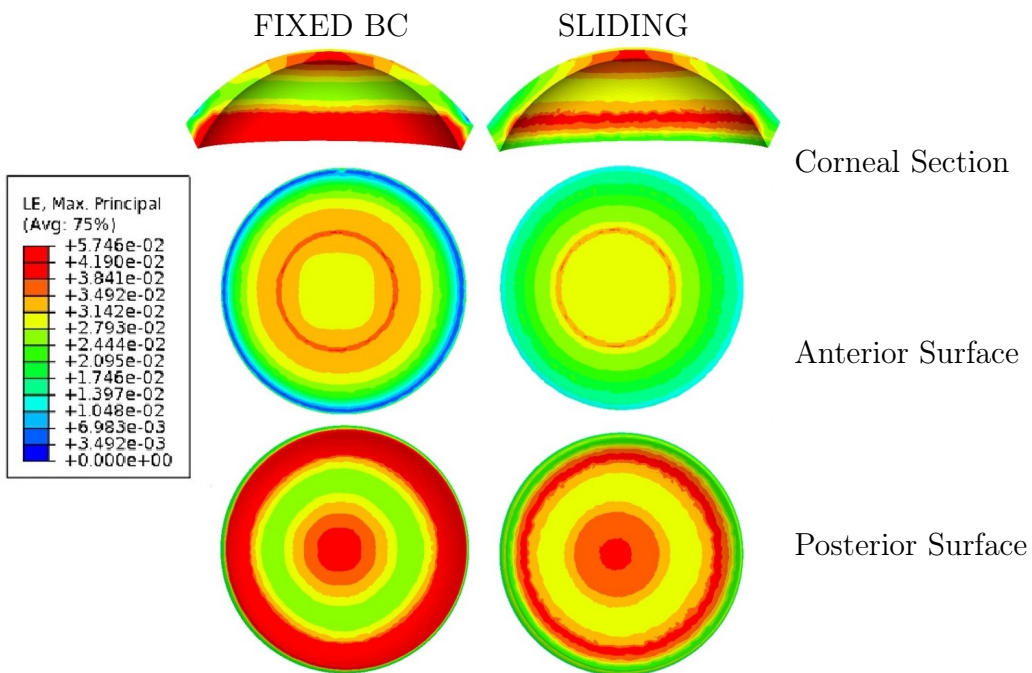 FIXED BC
SLIDING
Corneal Section
LE, Max. Principal
(Avg: 75%)
+5.746e-02
+4.190e-02
+3.841e-02
+3.492e-02
+3.142e-02
+2.793e-02
+2.444e-02
+2.095e-02
+1.746e-02
+1.397e-02
+1.048e-02
+6.983e-03
+3.492e-03
+0.000e+00
Anterior Surface
Posterior Surface